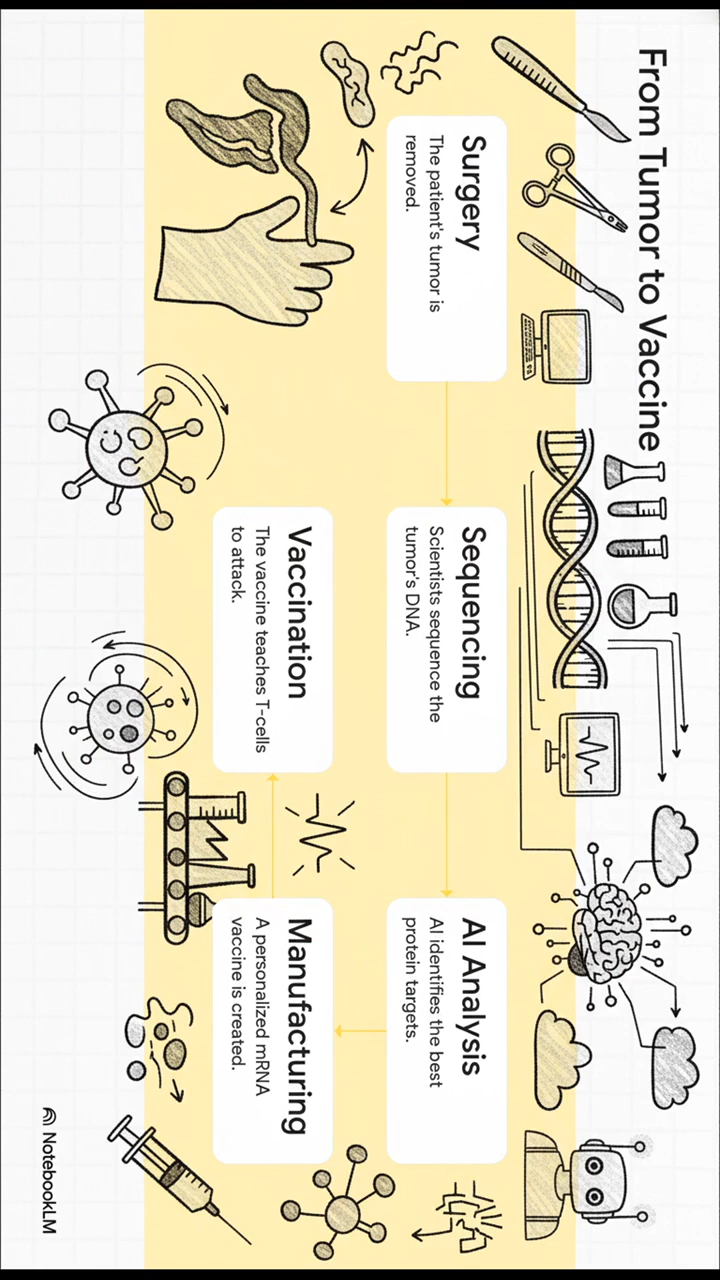 From Tumor to Vaccine
Surgery
The patient's tumor is
removed.
Sequencing
Scientists sequence the
tumor's DNA.
AI Analysis
AI identifies the best
protein targets.
Manufacturing
A personalized mRNA
vaccine is created.
Vaccination
The vaccine teaches T-cells
to attack.
NotebookLM